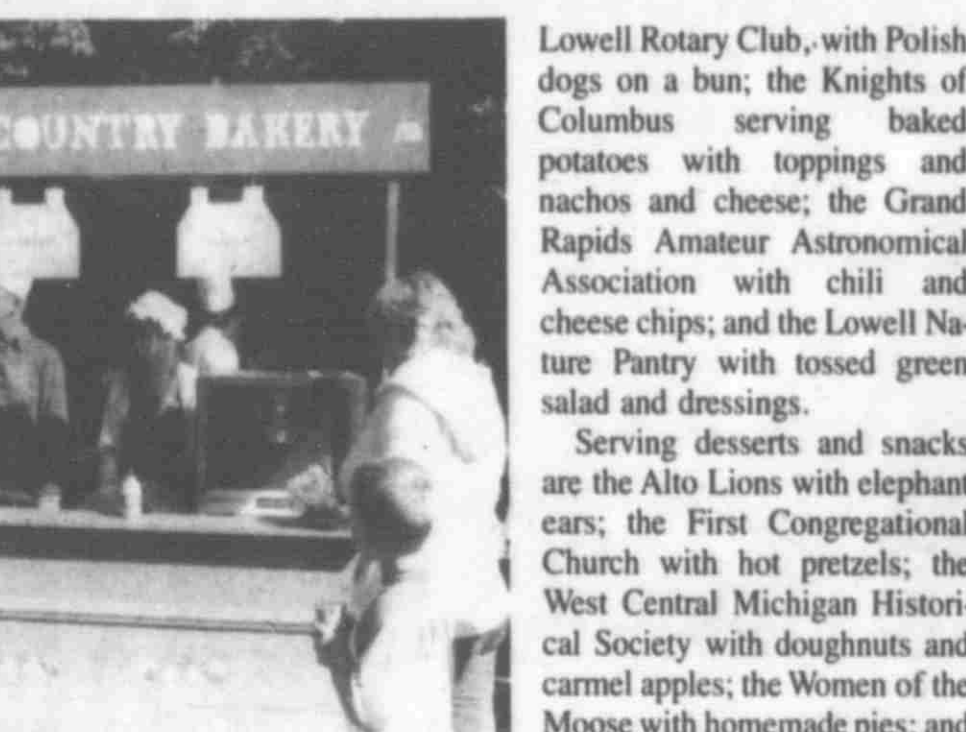 COUNTRY BAKERY
Lowell Rotary Club, with Polish
dogs on a bun; the Knights of
Columbus serving baked
potatoes with toppings and
nachos and cheese; the Grand
Rapids Amateur Astronomical
Association with chili and
cheese chips; and the Lowell Na-
ture Pantry with tossed green
salad and dressings.
Serving desserts and snacks
are the Alto Lions with elephant
ears; the First Congregational
Church with hot pretzels; the
West Central Michigan Histori-
cal Society with doughnuts and
carmel apples; the Women of the
Moose with homemade pies; and